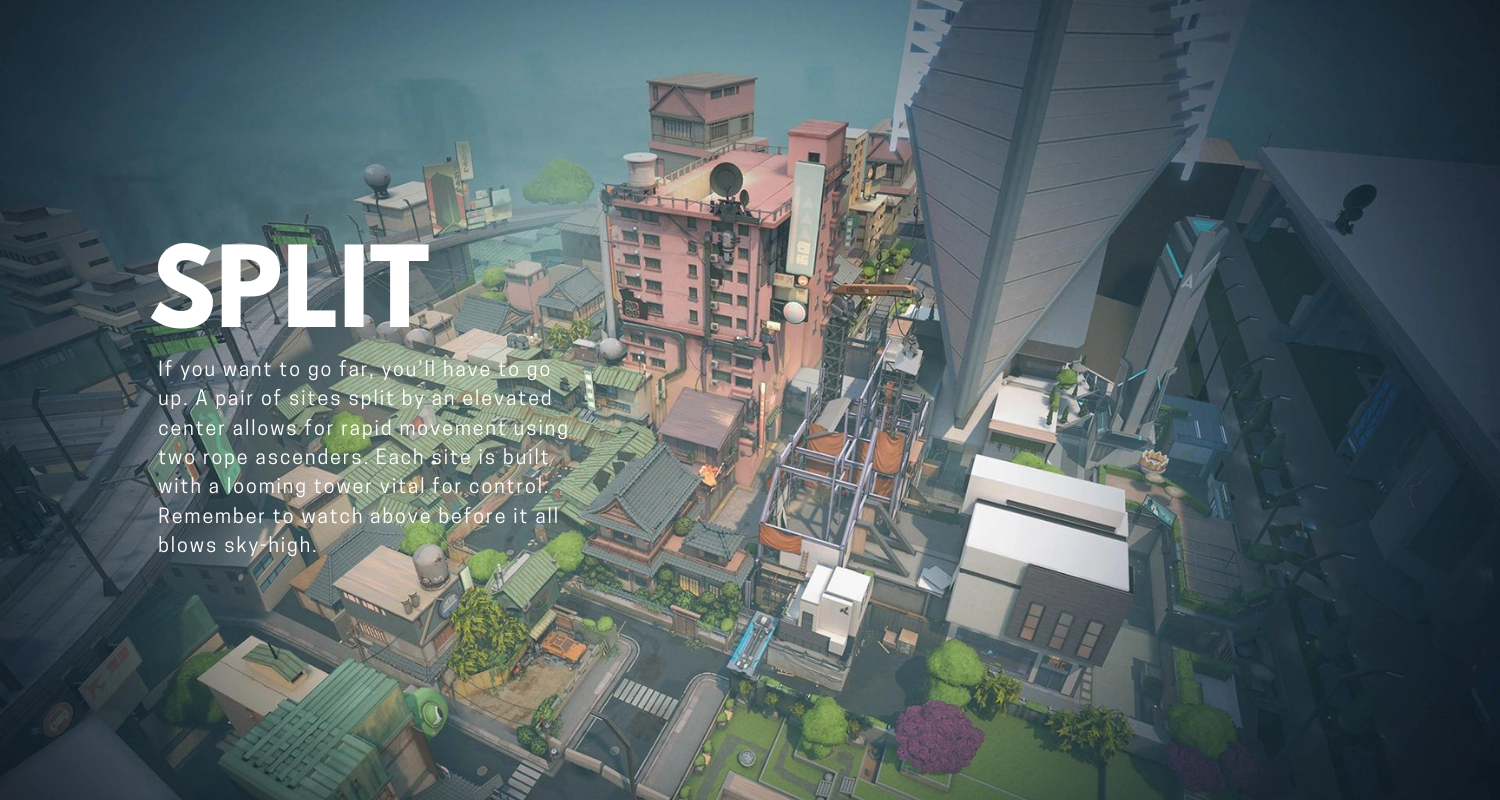 SPLIT
If you want to go far, you'll have to go
up. A pair of sites split by an elevated
center allows for rapid movement using
two rope ascenders. Each site is built
with a looming tower vital for control.
Remember to watch above before it all
blows sky-high.
A